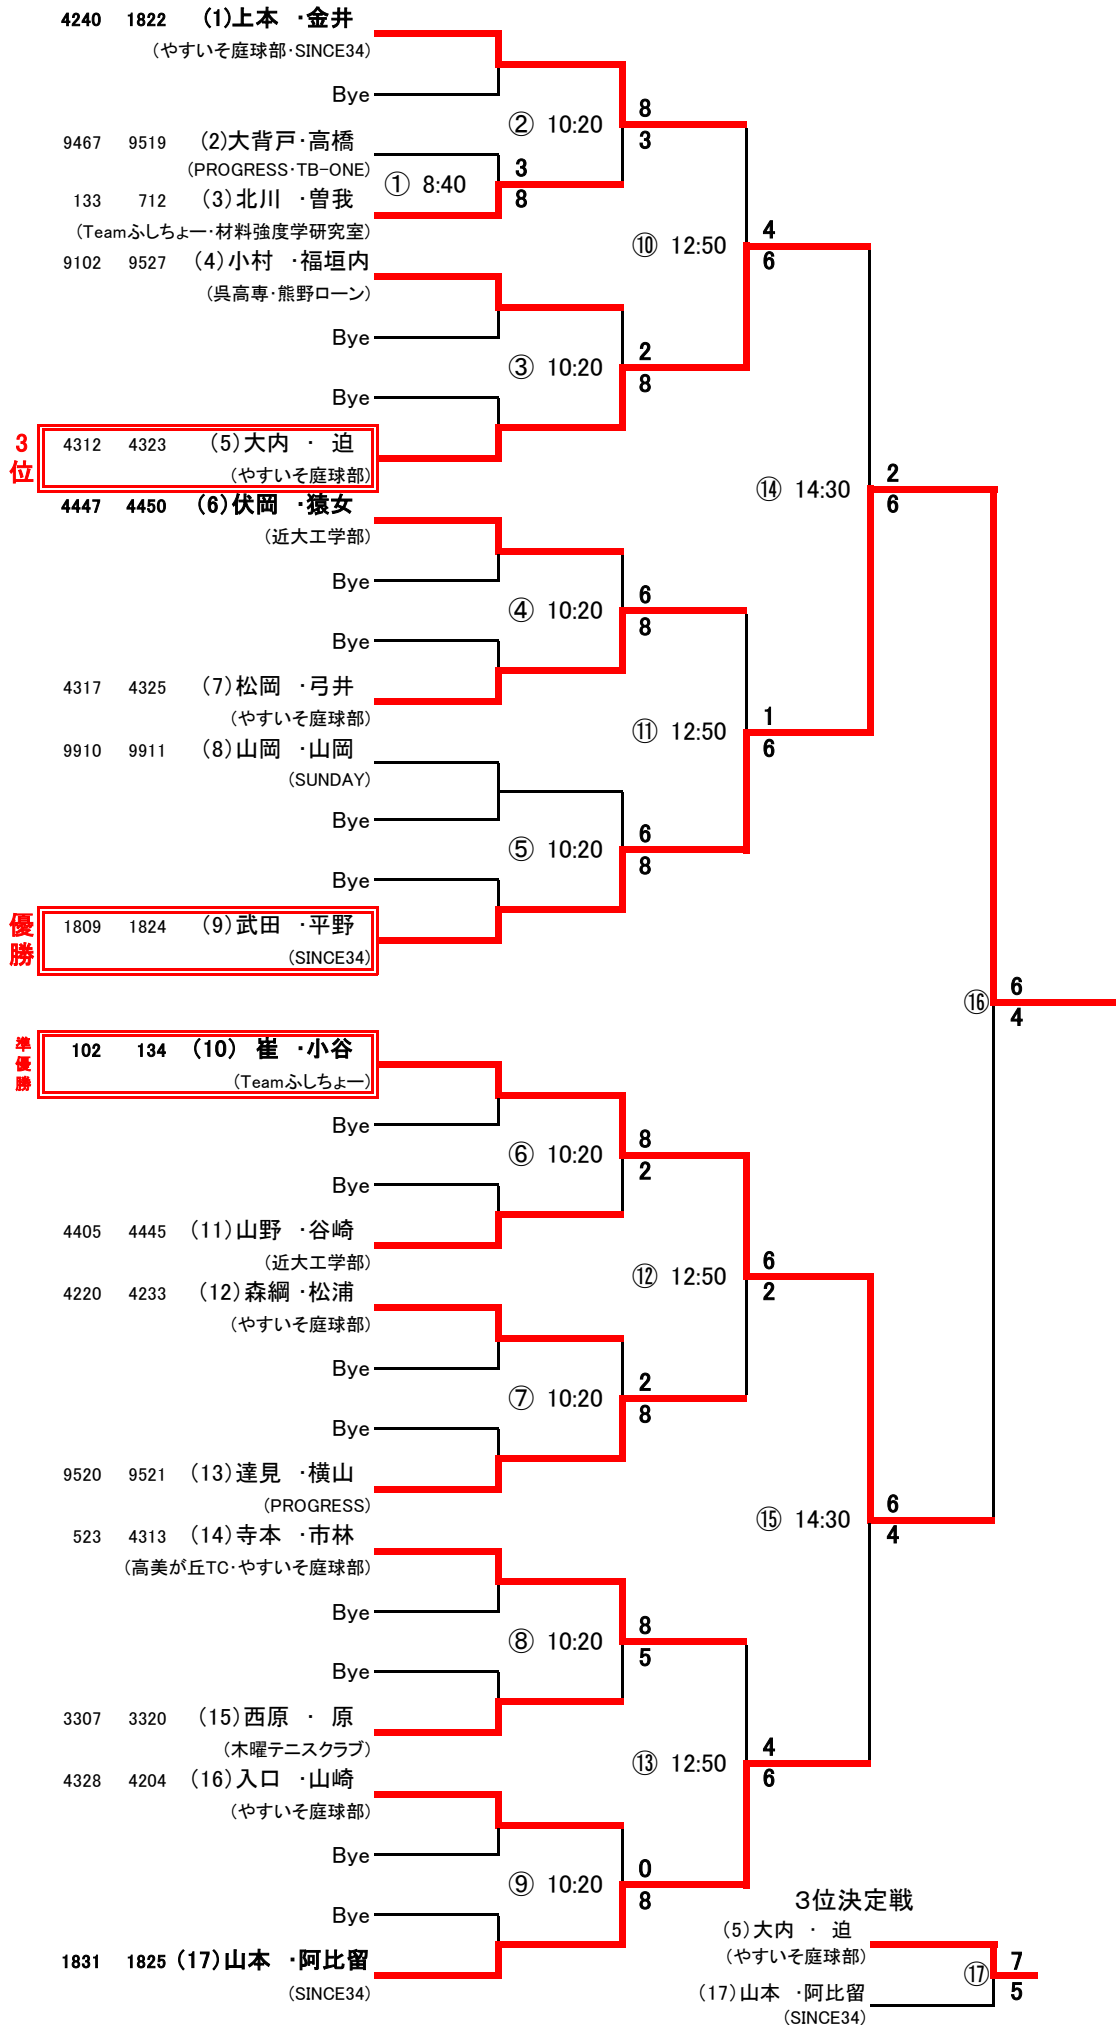 4240 1822 (1)上本 ・金井
(やすいそ庭球部・SINCE34)
Bye
② 10:20
8
3
9467 9519 (2)大背戸・高橋
(PROGRESS・TB-ONE)
① 8:40
3
8
133 712 (3)北川 ・曽我
(Teamふしちょー・材料強度学研究室)
⑩ 12:50
4
6
9102 9527 (4)小村 ・福垣内
(呉高専・熊野ローン)
Bye
③ 10:20
2
8
Bye
3位
4312 4323 (5)大内 ・ 迫
(やすいそ庭球部)
⑭ 14:30
2
6
4447 4450 (6)伏岡 ・猿女
(近大工学部)
Bye
④ 10:20
6
8
Bye
4317 4325 (7)松岡 ・弓井
(やすいそ庭球部)
⑪ 12:50
1
6
9910 9911 (8)山岡 ・山岡
(SUNDAY)
Bye
⑤ 10:20
6
8
Bye
優勝
1809 1824 (9)武田 ・平野
(SINCE34)
⑯
6
4
準優勝
102 134 (10) 崔 ・小谷
(Teamふしちょー)
Bye
⑥ 10:20
8
2
Bye
4405 4445 (11)山野 ・谷崎
(近大工学部)
⑫ 12:50
6
2
4220 4233 (12)森綱 ・松浦
(やすいそ庭球部)
Bye
⑦ 10:20
2
8
Bye
9520 9521 (13)達見 ・横山
(PROGRESS)
⑮ 14:30
6
4
523 4313 (14)寺本 ・市林
(高美が丘TC・やすいそ庭球部)
Bye
⑧ 10:20
8
5
Bye
3307 3320 (15)西原 ・ 原
(木曜テニスクラブ)
⑬ 12:50
4
6
4328 4204 (16)入口 ・山崎
(やすいそ庭球部)
Bye
⑨ 10:20
0
8
Bye
1831 1825 (17)山本 ・阿比留
(SINCE34)
3位決定戦
(5)大内 ・ 迫
(やすいそ庭球部)
⑰
7
5
(17)山本 ・阿比留
(SINCE34)